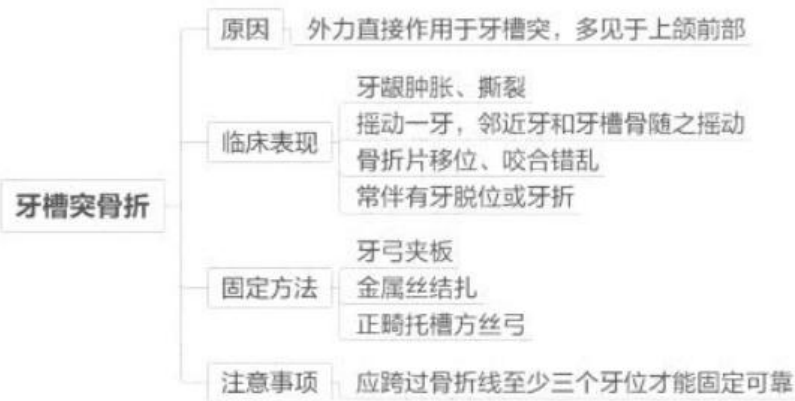 原因
外力直接作用于牙槽突，多见于上颌前部
牙龈肿胀、撕裂
摇动一牙，邻近牙和牙槽骨随之摇动
临床表现
骨折片移位、咬合错乱
常伴有牙脱位或牙折
牙槽突骨折
牙弓夹板
固定方法
金属丝结扎
正畸托槽方丝弓
注意事项
应跨过骨折线至少三个牙位才能固定可靠